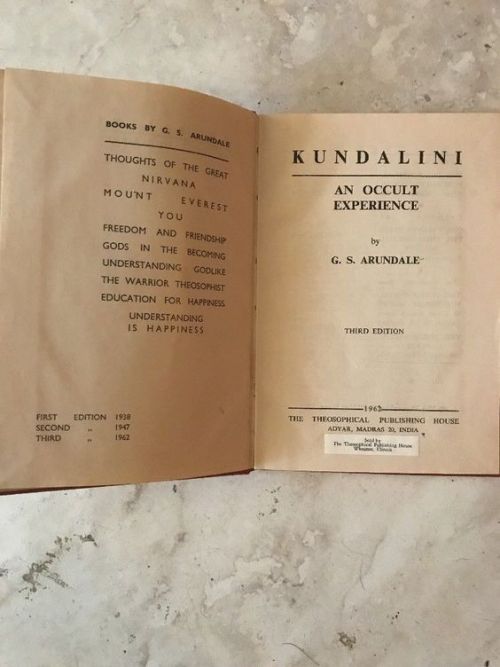 BOOKS BY G. S. ARUNDALE
THOUGHTS OF THE GREAT
NIRVANA
MOUNT EVEREST
YOU
FREEDOM AND FRIENDSHIP
GODS IN THE BECOMING
UNDERSTANDING GODLIKE
THE WARRIOR THEOSOPHIST
EDUCATION FOR HAPPINESS
UNDERSTANDING
IS HAPPINESS
FIRST EDITION 1938
SECOND „ 1947
THIRD „ 1962
KUNDALINI
AN OCCULT
EXPERIENCE
by
G. S. ARUNDALE
THIRD EDITION
1962
THE THEOSOPHICAL PUBLISHING HOUSE
ADYAR, MADRAS 20, INDIA
Sold by
The Theosophical Publishing House
Wheaton, Illinois